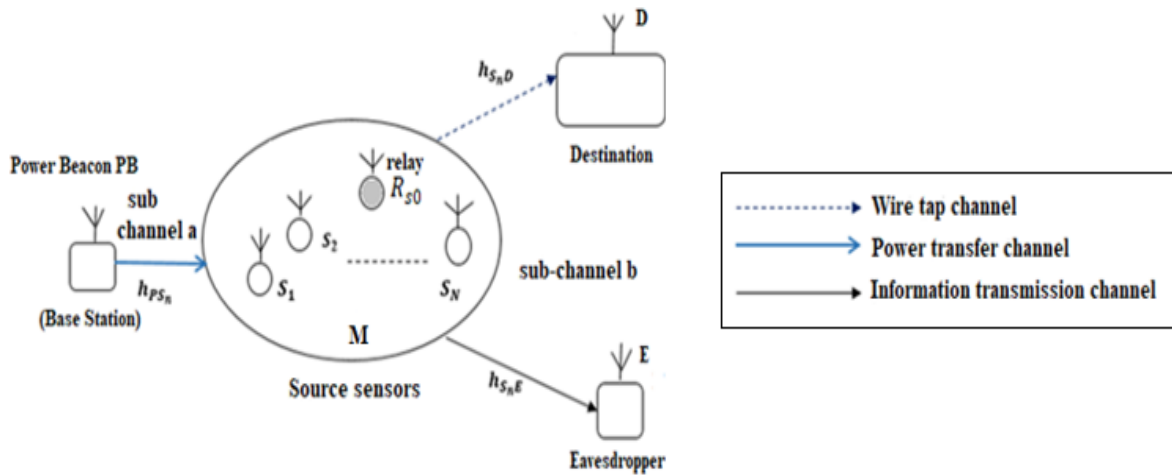 D
h_{S_nD}
Destination
Power Beacon PB
sub
channel a
h_{PS_n}
(Base Station)
relay
R_{s0}
S_2
S_1
S_N
M
Source sensors
sub-channel b
h_{S_nE}
E
Eavesdropper
Wire tap channel
Power transfer channel
Information transmission channel